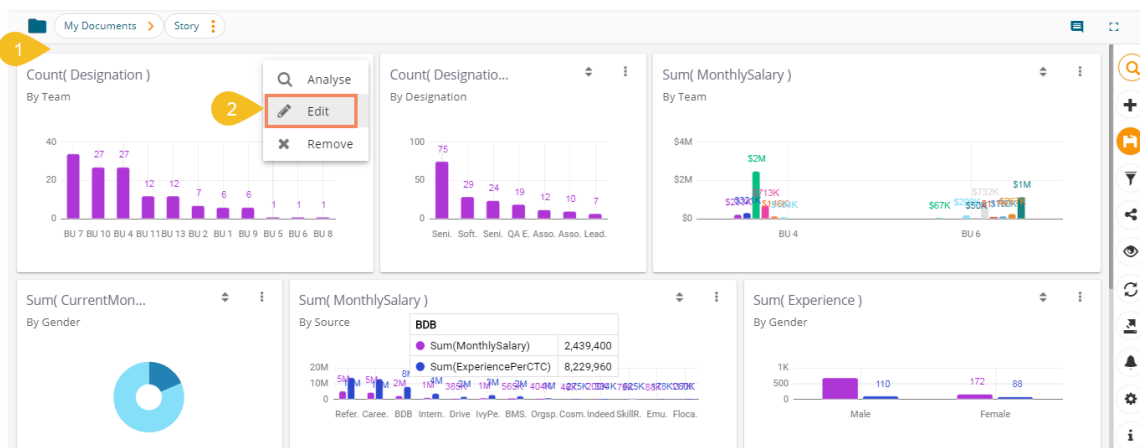 My Documents > Story
1
Count( Designation )
By Team
Analyse
2
Edit
Remove
40
20
0
27 27
12 12
7 6 6
1 1 1
BU 7 BU 10 BU 4 BU 11 BU 13 BU 2 BU 1 BU 9 BU 5 BU 6 BU 8
Count( Designatio...
By Designation
100
50
0
75
29 24 19 12 10 7
Seni. Soft. Seni. QA E. Asso. Asso. Lead.
Sum( MonthlySalary )
By Team
$4M
$2M
$0
$2M
$67K
$732K
$1M
BU 4 BU 6
Sum( CurrentMon...
By Gender
Sum( MonthlySalary )
By Source
BDB
Sum(MonthlySalary) 2,439,400
Sum(ExperiencePerCTC) 8,229,960
20M
10M
0
Refer. Caree. BDB Intern. Drive IvyPe. BMS. Orgsp. Cosm. Indeed SkillR. Emu. Floca.
Sum( Experience )
By Gender
1K
500
0
110
172 88
Male Female